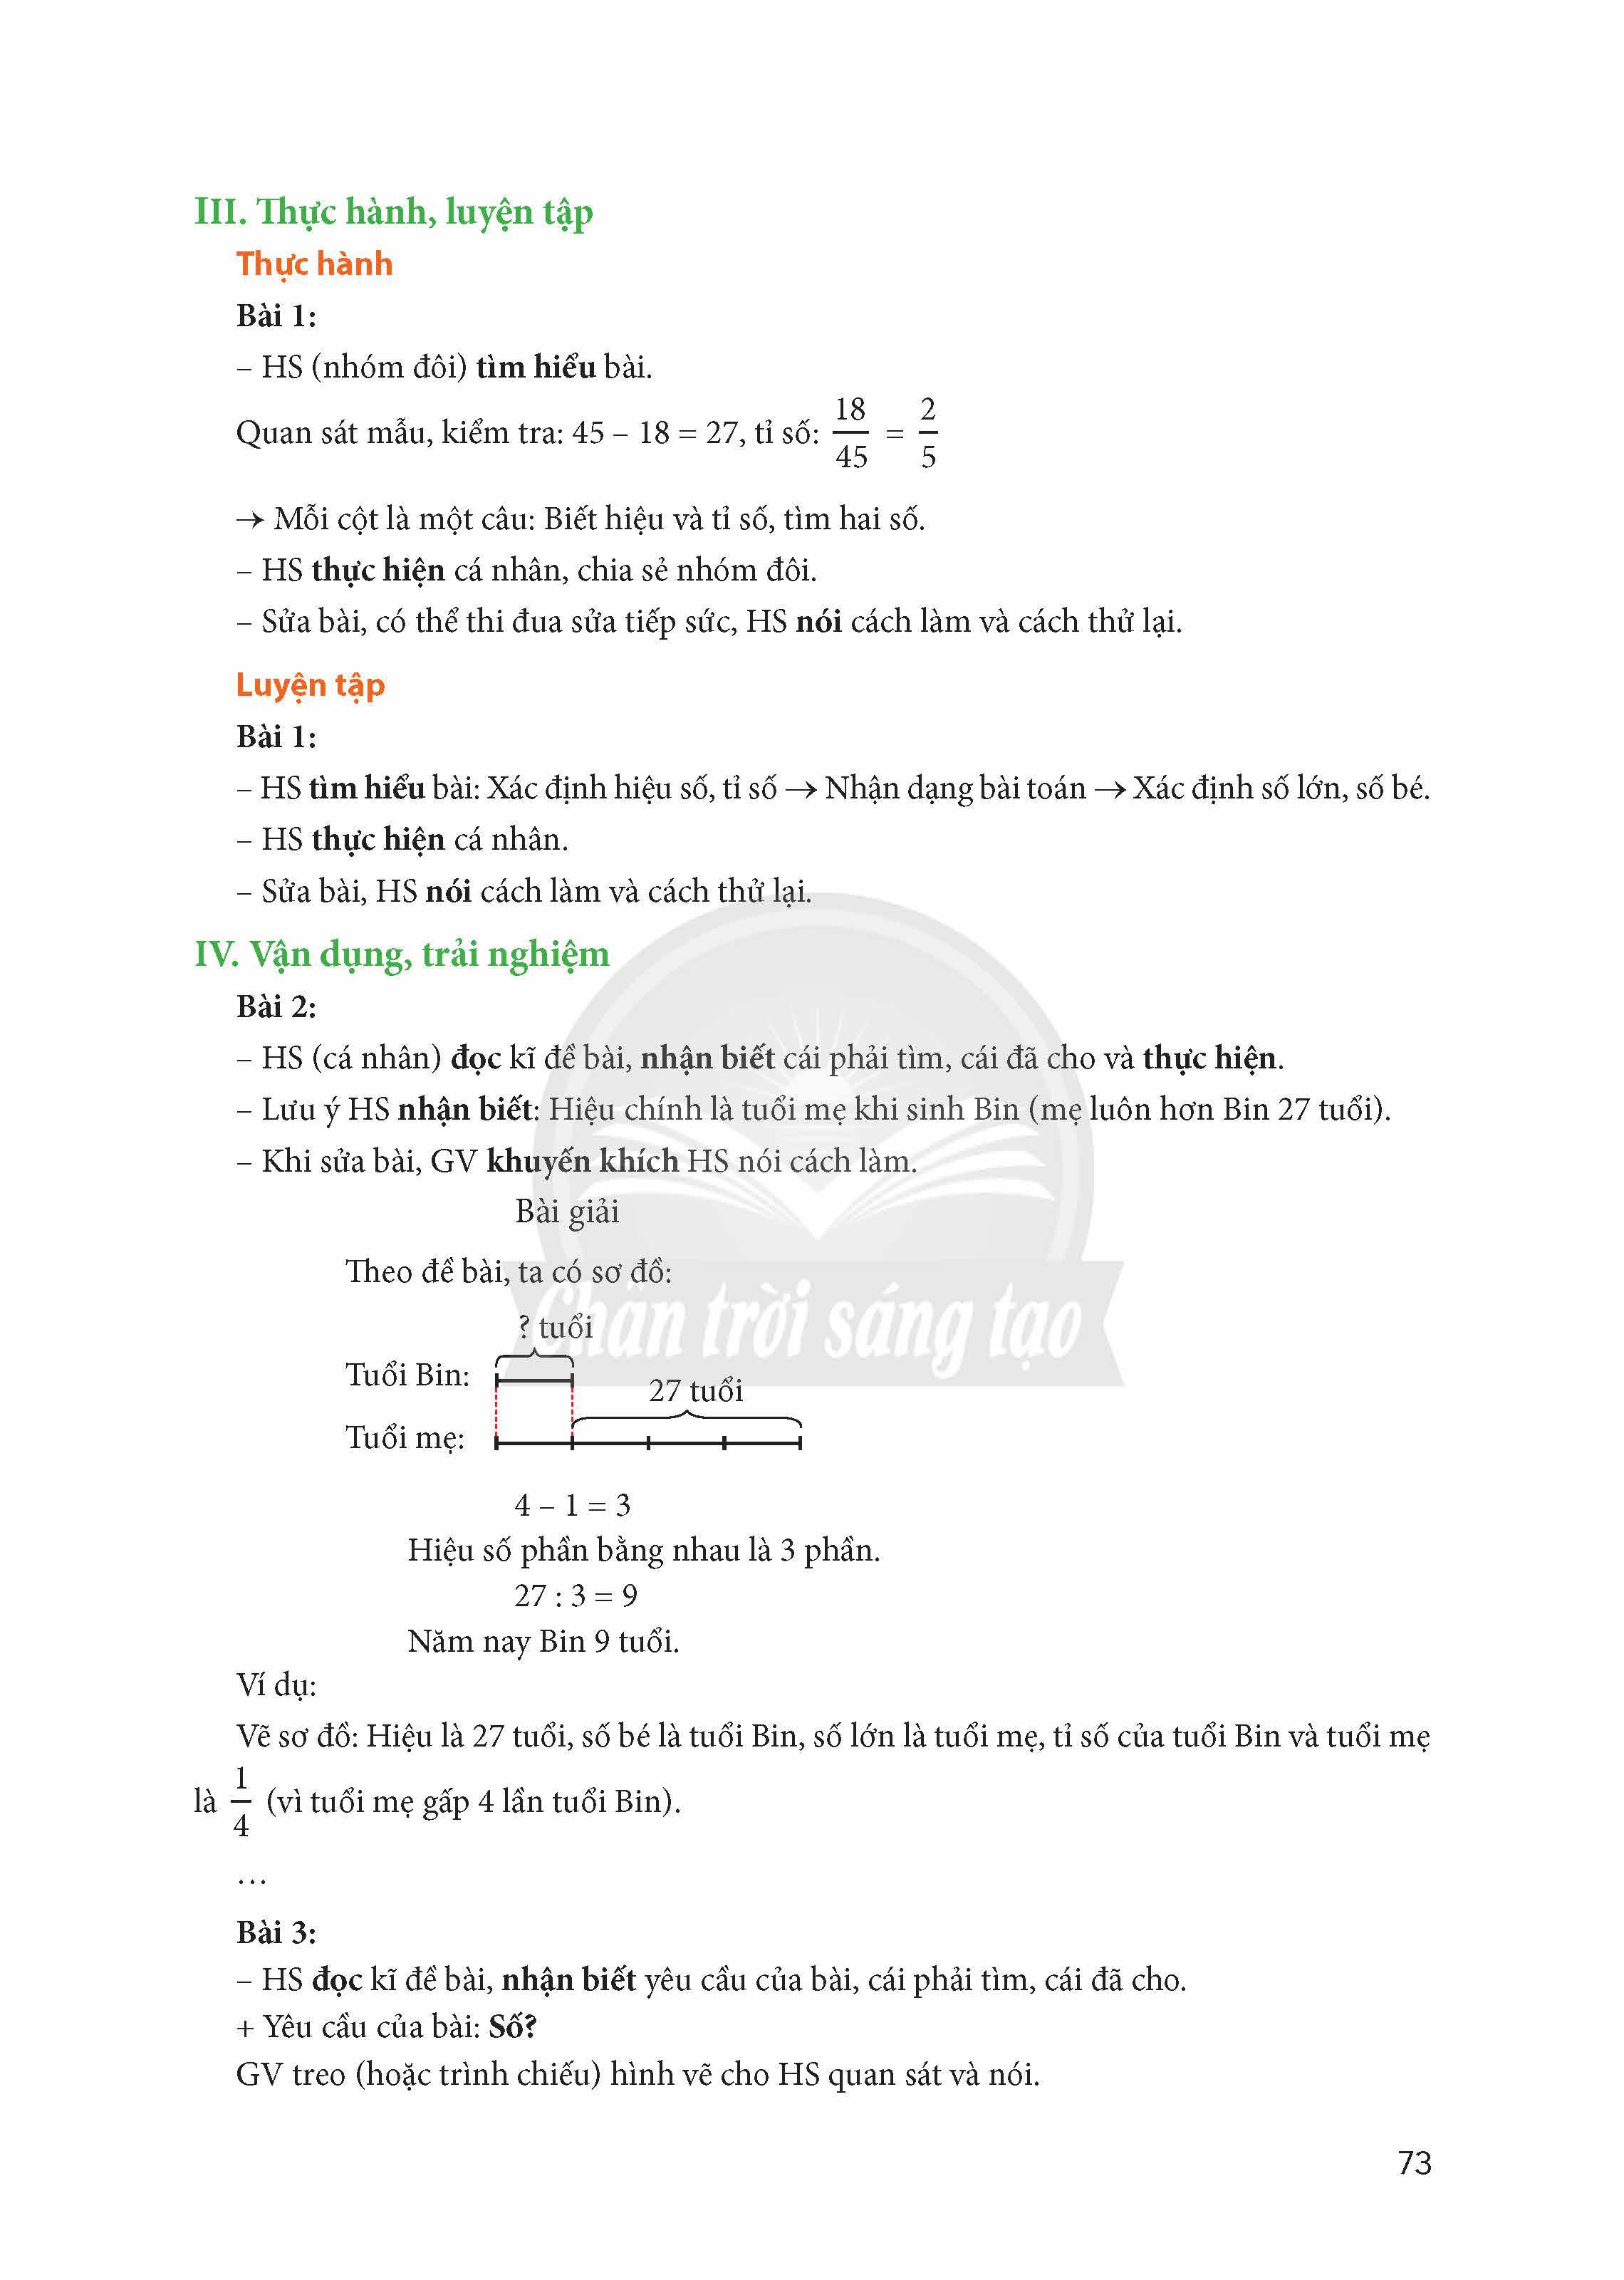 III. Thực hành, luyện tập
Thực hành
Bài 1:
– HS (nhóm đôi) tìm hiểu bài.
Quan sát mẫu, kiểm tra: 45 – 18 = 27, tỉ số: 18/45 = 2/5
→ Mỗi cột là một câu: Biết hiệu và tỉ số, tìm hai số.
– HS thực hiện cá nhân, chia sẻ nhóm đôi.
– Sửa bài, có thể thi đua sửa tiếp sức, HS nói cách làm và cách thử lại.
Luyện tập
Bài 1:
– HS tìm hiểu bài: Xác định hiệu số, tỉ số → Nhận dạng bài toán → Xác định số lớn, số bé.
– HS thực hiện cá nhân.
– Sửa bài, HS nói cách làm và cách thử lại.
IV. Vận dụng, trải nghiệm
Bài 2:
– HS (cá nhân) đọc kĩ đề bài, nhận biết cái phải tìm, cái đã cho và thực hiện.
– Lưu ý HS nhận biết: Hiệu chính là tuổi mẹ khi sinh Bin (mẹ luôn hơn Bin 27 tuổi).
– Khi sửa bài, GV khuyến khích HS nói cách làm.
Bài giải
Theo đề bài, ta có sơ đồ:
Chân trời sáng tạo
? tuổi
Tuổi Bin:
27 tuổi
Tuổi mẹ:
4 – 1 = 3
Hiệu số phần bằng nhau là 3 phần.
27 : 3 = 9
Năm nay Bin 9 tuổi.
Ví dụ:
Vẽ sơ đồ: Hiệu là 27 tuổi, số bé là tuổi Bin, số lớn là tuổi mẹ, tỉ số của tuổi Bin và tuổi mẹ
là 1/4 (vì tuổi mẹ gấp 4 lần tuổi Bin).
…
Bài 3:
– HS đọc kĩ đề bài, nhận biết yêu cầu của bài, cái phải tìm, cái đã cho.
+ Yêu cầu của bài: Số?
GV treo (hoặc trình chiếu) hình vẽ cho HS quan sát và nói.
73